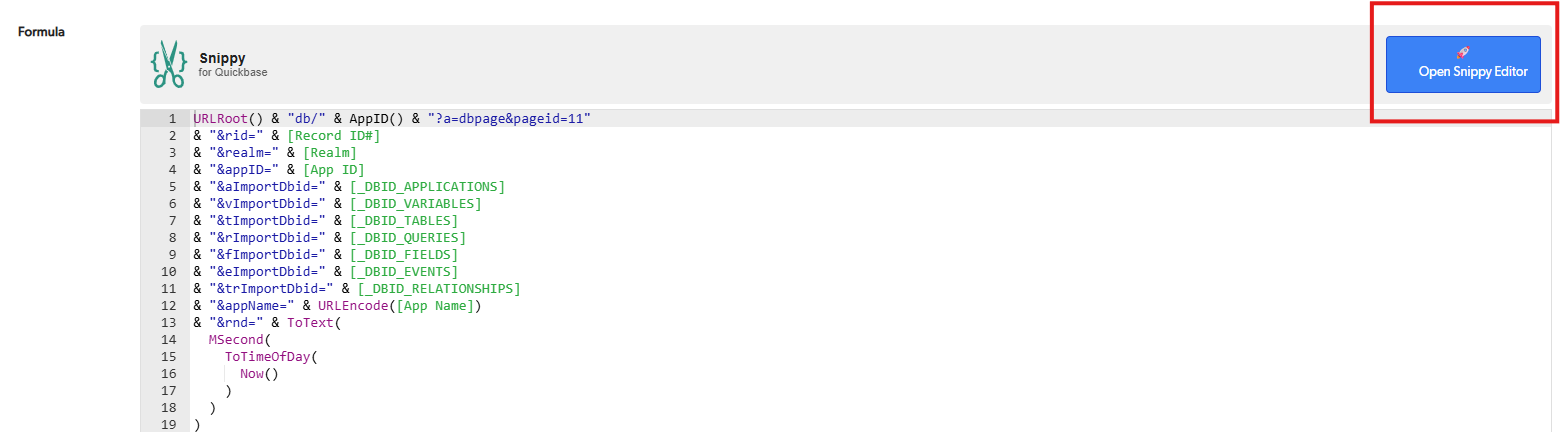 Formula
Snippy
for Quickbase
🚀
Open Snippy Editor
1 URLRoot() & "db/" & AppID() & "?a=dbpage&pageid=11"
2 & "&rid=" & [Record ID#]
3 & "&realm=" & [Realm]
4 & "&appID=" & [App ID]
5 & "&aImportDbid=" & [_DBID_APPLICATIONS]
6 & "&vImportDbid=" & [_DBID_VARIABLES]
7 & "&tImportDbid=" & [_DBID_TABLES]
8 & "&rImportDbid=" & [_DBID_QUERIES]
9 & "&fImportDbid=" & [_DBID_FIELDS]
10 & "&eImportDbid=" & [_DBID_EVENTS]
11 & "&trImportDbid=" & [_DBID_RELATIONSHIPS]
12 & "&appName=" & URLEncode([App Name])
13 & "&rnd=" & ToText(
14   MSecond(
15     ToTimeOfDay(
16       Now()
17     )
18   )
19 )